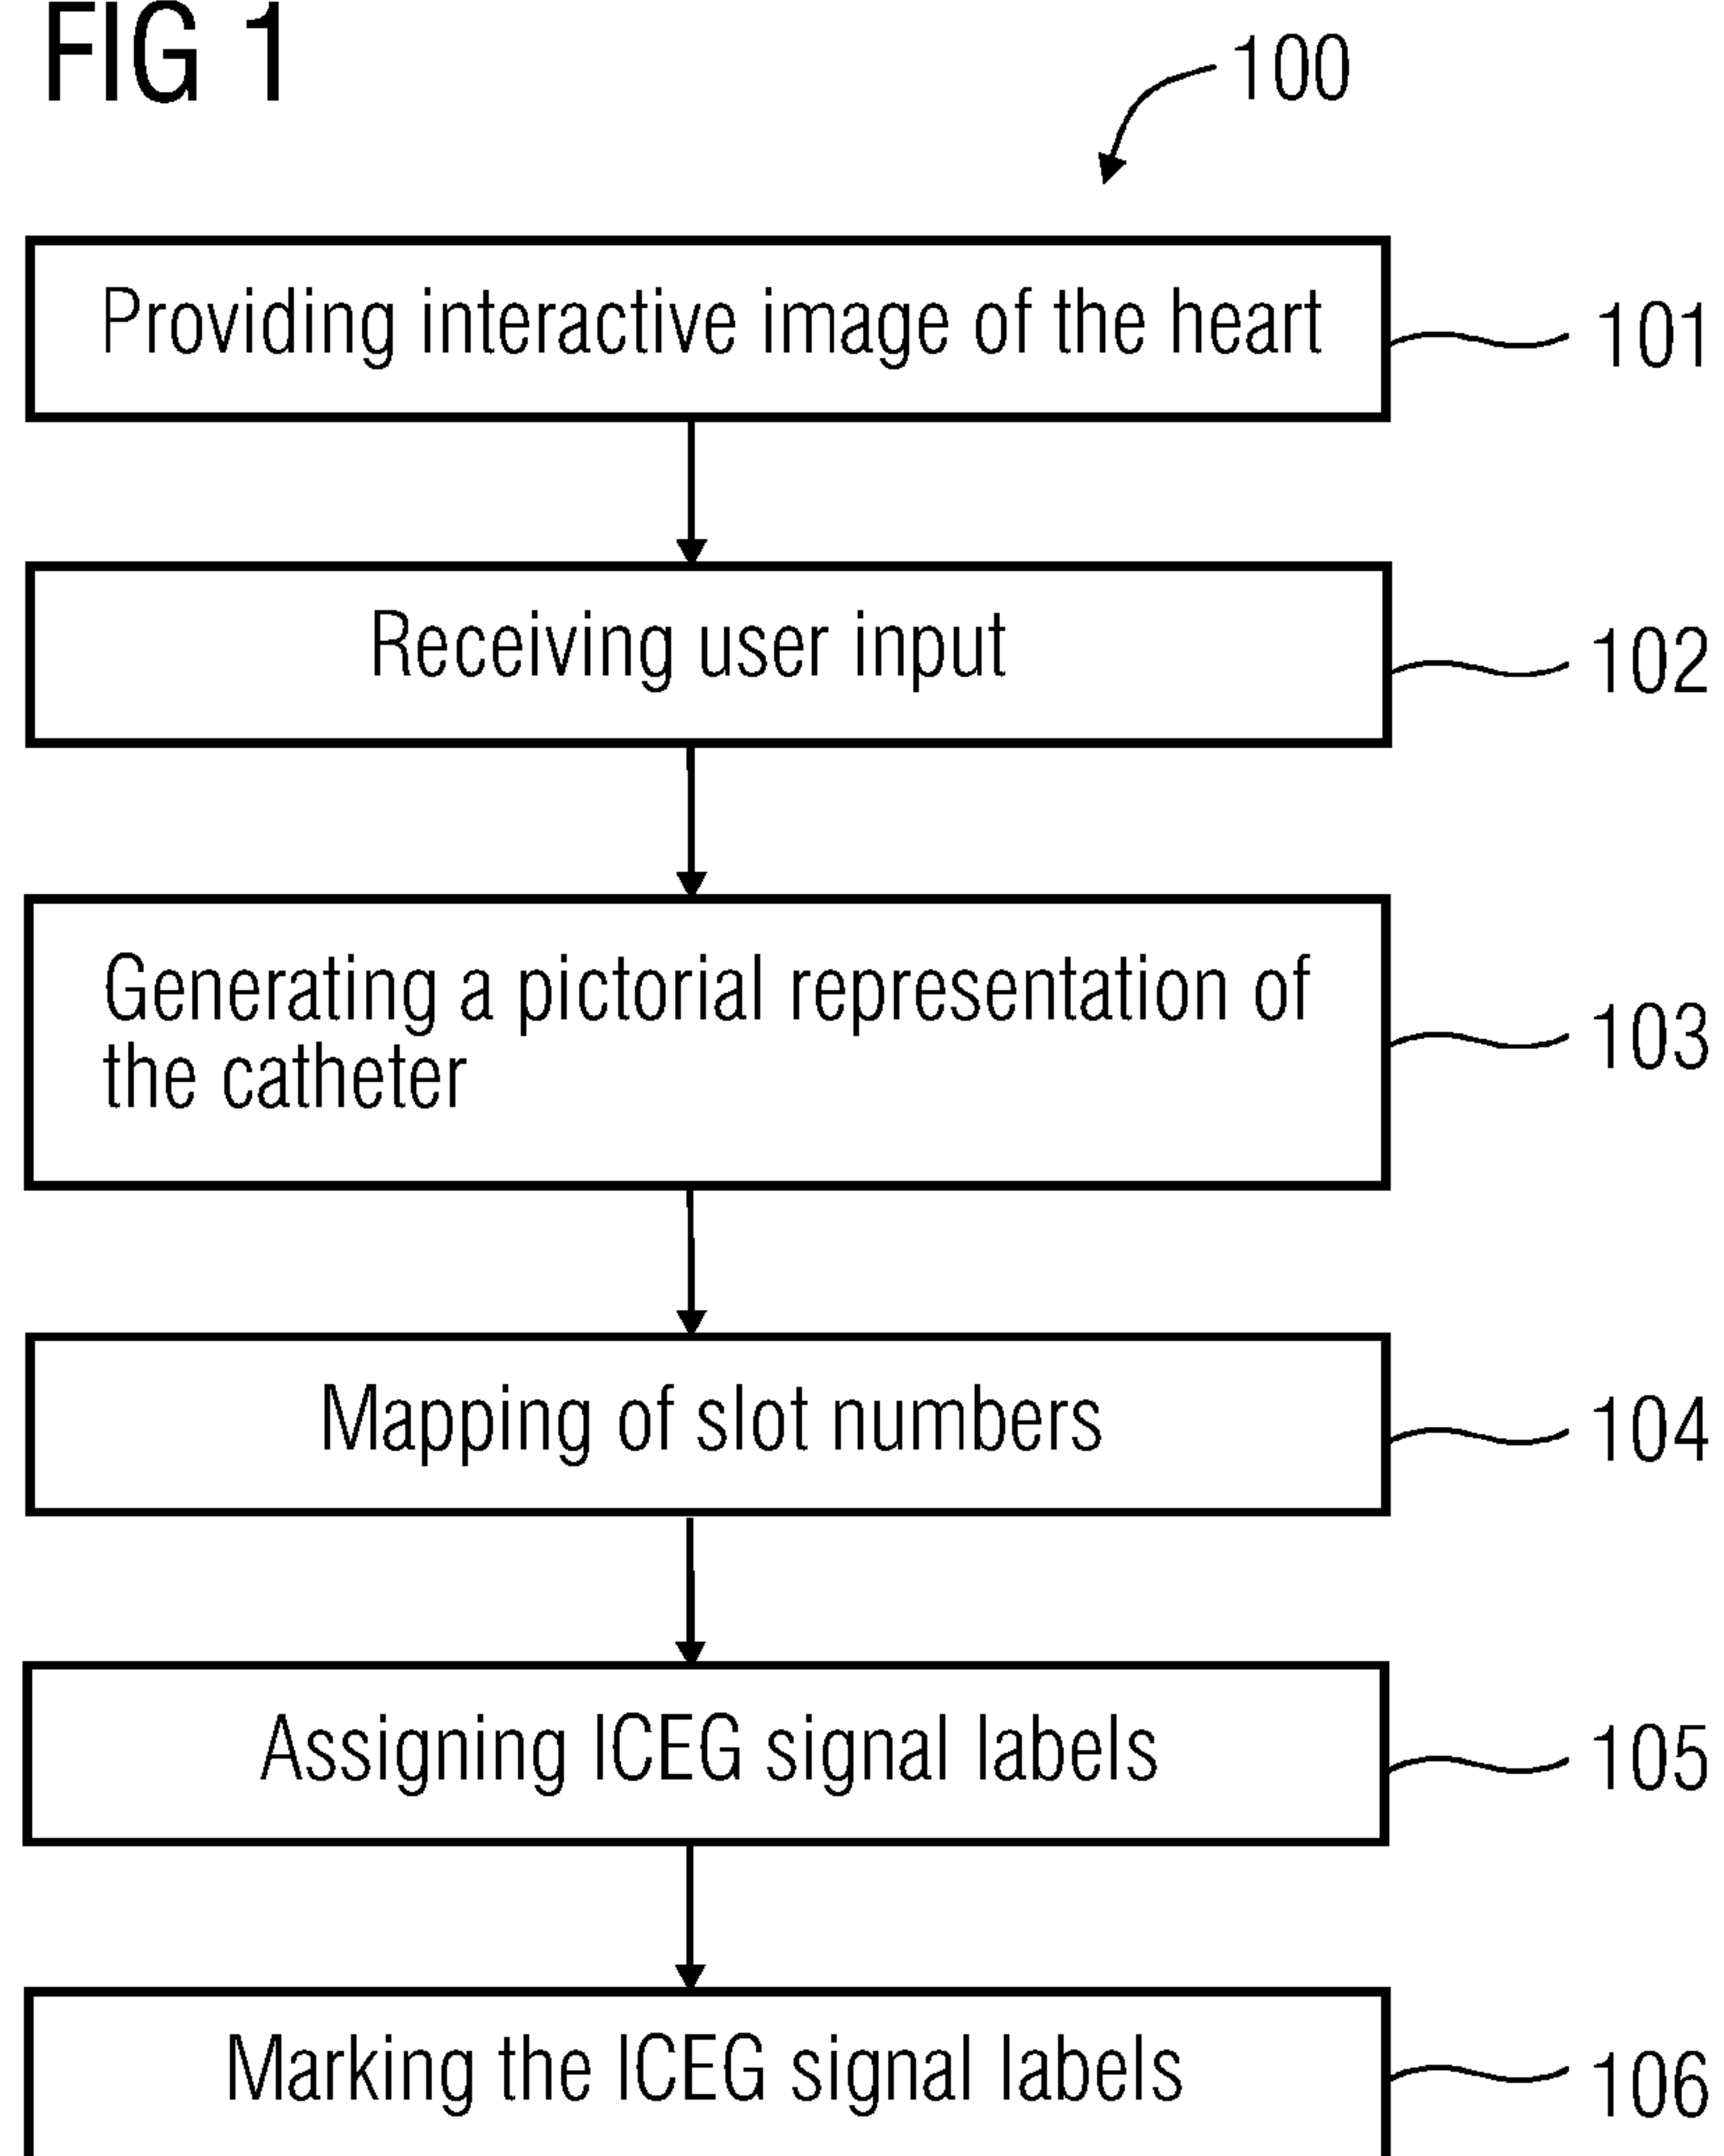 FIG 1
100
Providing interactive image of the heart
101
Receiving user input
102
Generating a pictorial representation of
the catheter
103
Mapping of slot numbers
104
Assigning ICEG signal labels
105
Marking the ICEG signal labels
106